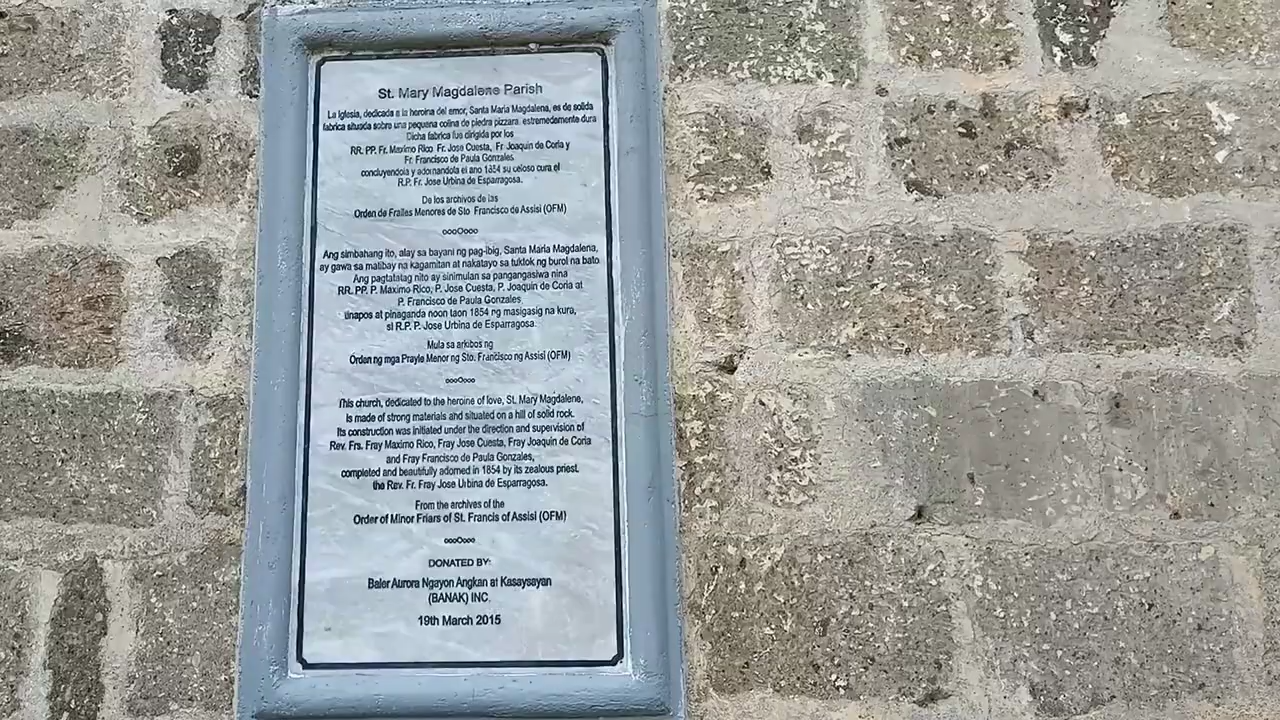 St. Mary Magdalene Parish
La Iglesia, dedicada a la heroina del amor, Santa Maria Magdalena, es de solida
fabrica situada sobre una pequena colina de piedra pizzara. estremedamente dura
Dicha fabrica fue dirigida por los
RR. PP. Fr. Maximo Rico Fr. Jose Cuesta, Fr Joaquin de Coria y
Fr. Francisco de Paula Gonzales
concluyendola y adornandola el ano 1854 su celoso cura el
R.P. Fr. Jose Urbina de Esparragosa.
De los archivos de las
Orden de Frailes Menores de Sto Francisco de Assisi (OFM)
oooOooo
Ang simbahang ito, alay sa bayani ng pag-ibig, Santa Maria Magdalena,
ay gawa sa matibay na kagamitan at nakatayo sa tuktok ng burol na bato
Ang pagtatatag nito ay sinimulan sa pangangasiwa nina
RR. PP. P. Maximo Rico, P. Jose Cuesta, P. Joaquin de Coria at
P. Francisco de Paula Gonzales
tinapos at pinaganda noon taon 1854 ng masigasig na kura,
si R.P. P. Jose Urbina de Esparragosa.
Mula sa arkibos ng
Orden ng mga Prayle Menor ng Sto. Francisco ng Assisi (OFM)
oooOooo
This church, dedicated to the heroine of love, St. Mary Magdalene,
is made of strong materials and situated on a hill of solid rock.
Its construction was initiated under the direction and supervision of
Rev. Frs. Fray Maximo Rico, Fray Jose Cuesta, Fray Joaquin de Coria
and Fray Francisco de Paula Gonzales,
completed and beautifully adorned in 1854 by its zealous priest.
the Rev. Fr. Fray Jose Urbina de Esparragosa.
From the archives of the
Order of Minor Friars of St. Francis of Assisi (OFM)
oooOooo
DONATED BY:
Baler Aurora Ngayon Angkan at Kasaysayan
(BANAK) INC.
19th March 2015